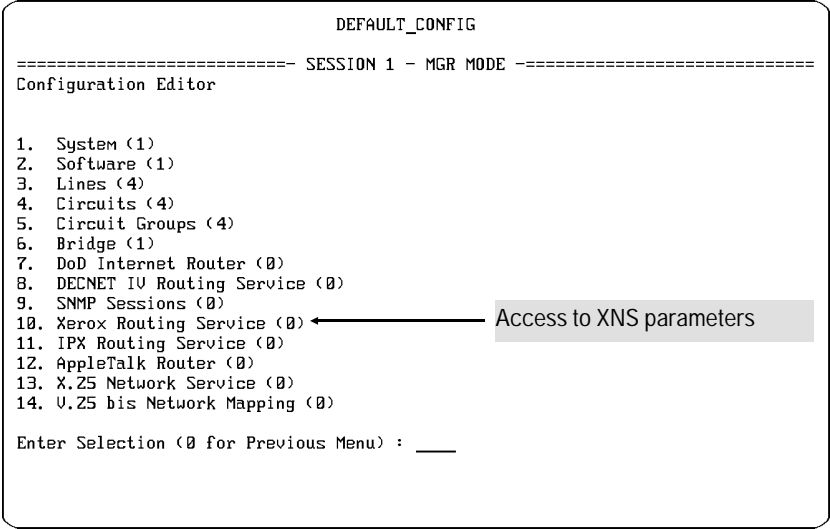 DEFAULT_CONFIG
===========================- SESSION 1 - MGR MODE -=============================
Configuration Editor
1. System (1)
2. Software (1)
3. Lines (4)
4. Circuits (4)
5. Circuit Groups (4)
6. Bridge (1)
7. DoD Internet Router (0)
8. DECNET IV Routing Service (0)
9. SNMP Sessions (0)
10. Xerox Routing Service (0) Access to XNS parameters
11. IPX Routing Service (0)
12. AppleTalk Router (0)
13. X.25 Network Service (0)
14. V.25 bis Network Mapping (0)
Enter Selection (0 for Previous Menu) : ____